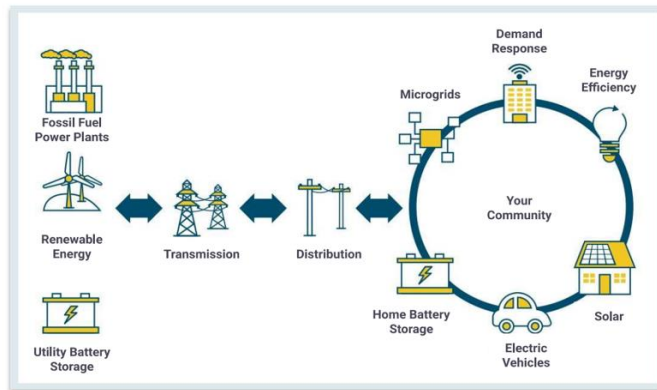 Fossil Fuel
Power Plants
Renewable
Energy
Utility Battery
Storage
Transmission
Distribution
Microgrids
Demand
Response
Energy
Efficiency
Your
Community
Home Battery
Storage
Electric
Vehicles
Solar